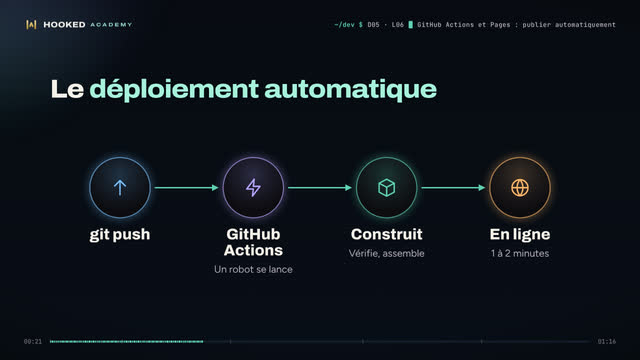 HOOKED ACADEMY
~/dev $ D05 · L06 GitHub Actions et Pages : publier automatiquement
Le déploiement automatique
git push
GitHub
Actions
Un robot se lance
Construit
Vérifie, assemble
En ligne
1 à 2 minutes
00:21
01:16